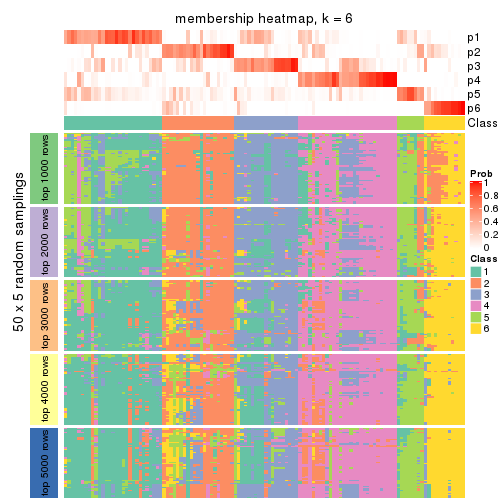 membership heatmap, k = 6
p1
p2
p3
p4
p5
p6
Class
50 x 5 random samplings
top 1000 rows
top 2000 rows
top 3000 rows
top 4000 rows
top 5000 rows
Prob
1
0.8
0.6
0.4
0.2
0
Class
1
2
3
4
5
6